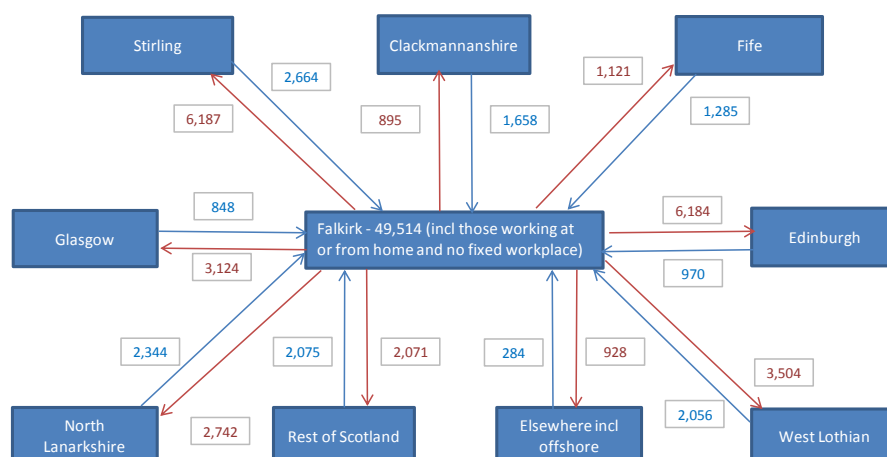 Stirling
Clackmannanshire
Fife
2,664
1,121
6,187
895
1,658
1,285
848
6,184
Glasgow
Falkirk - 49,514 (incl those working at
or from home and no fixed workplace)
Edinburgh
3,124
970
2,344
2,075
2,071
284
928
3,504
2,742
2,056
North
Lanarkshire
Rest of Scotland
Elsewhere incl
offshore
West Lothian